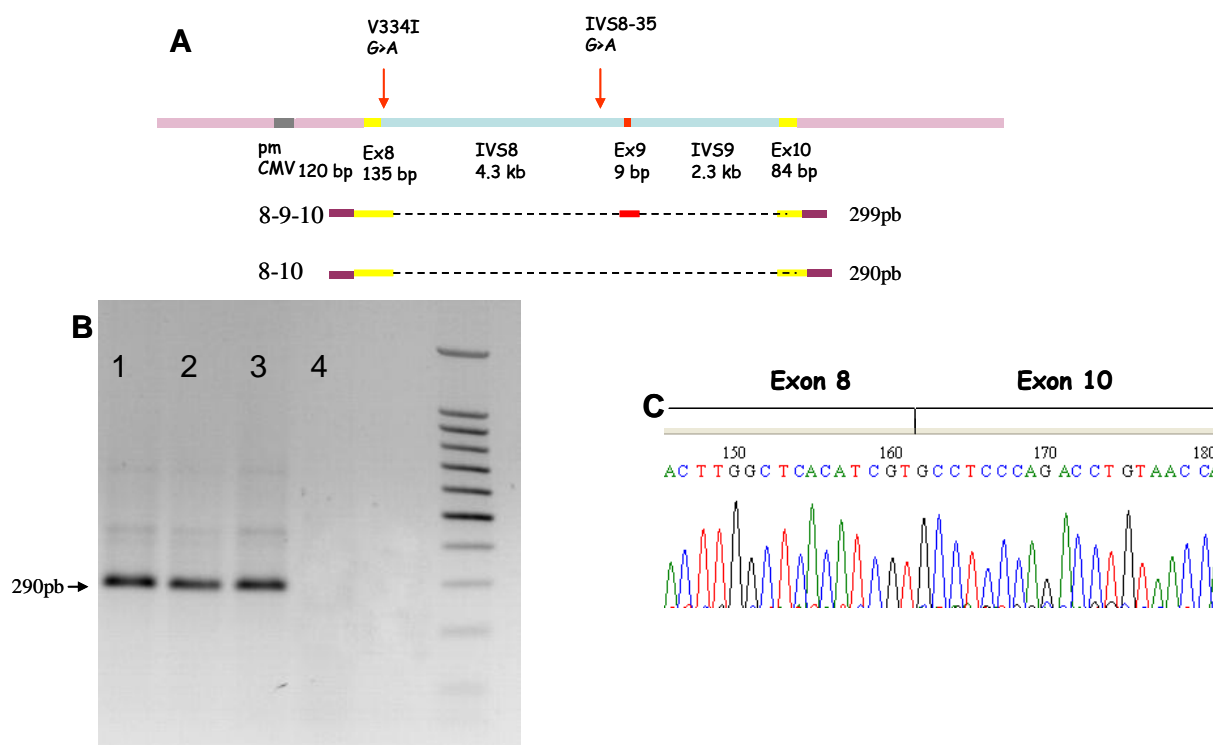 A
V334I
G>A
IVS8-35
G>A
pm
CMV 120 bp
Ex8
135 bp
IVS8
4.3 kb
Ex9
9 bp
IVS9
2.3 kb
Ex10
84 bp
8-9-10
299pb
8-10
290pb
B
1 2 3 4
290pb
C
Exon 8 Exon 10
150 160 170 180
A C T T G G C T C A C A T C G T G C C T C C C A G A C C T G T A A C C A